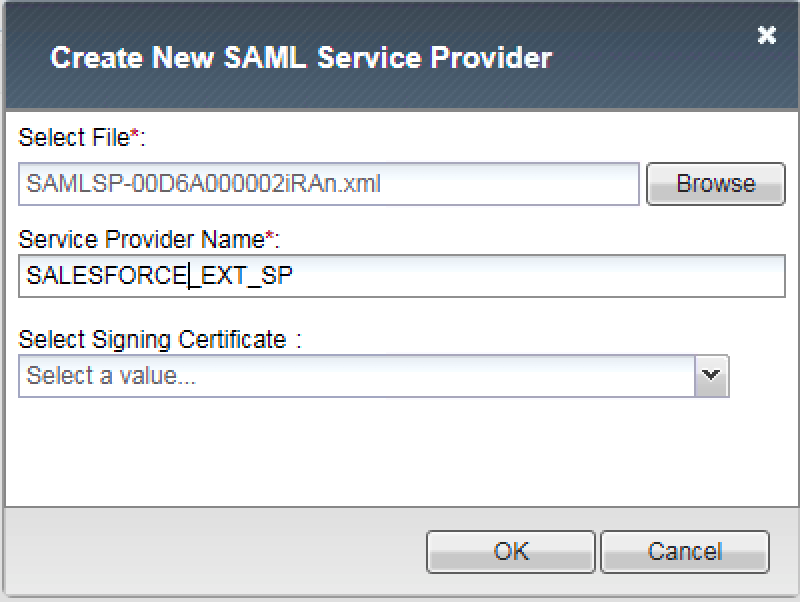 Create New SAML Service Provider
Select File*:
SAMLSP-00D6A000002iRAn.xml
Browse
Service Provider Name*:
SALESFORCE_EXT_SP
Select Signing Certificate :
Select a value...
OK
Cancel